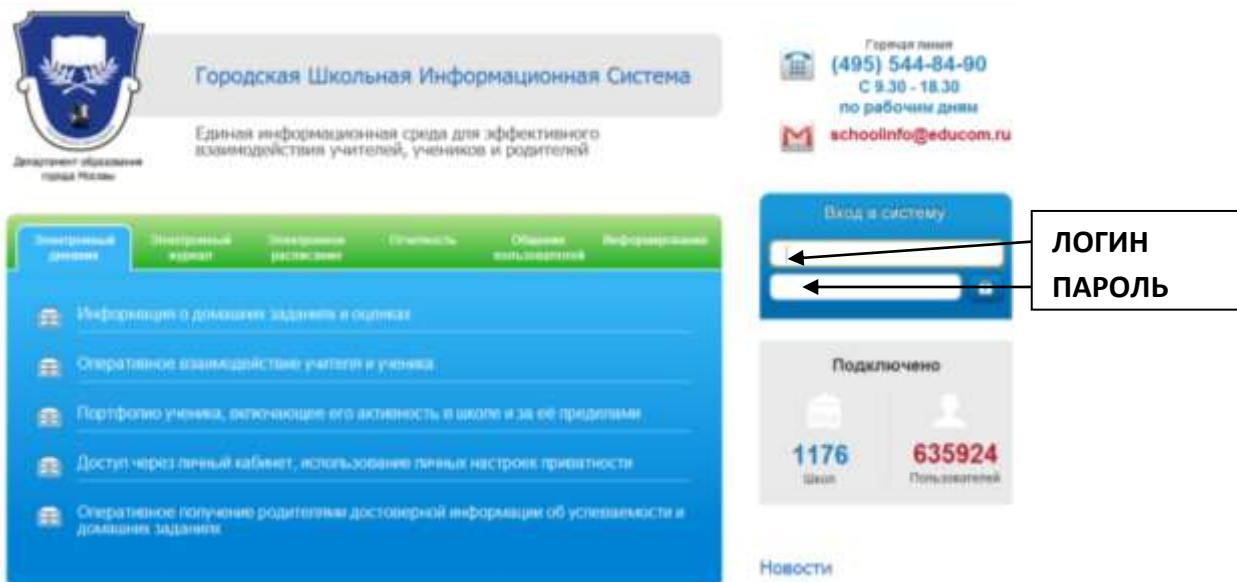 Департамент образования
города Москвы
Городская Школьная Информационная Система
Единая информационная среда для эффективного
взаимодействия учителей, учеников и родителей
Горячая линия
(495) 544-84-90
С 9.30 - 18.30
по рабочим дням
schoolinfo@educom.ru
Электронный дневник
Электронный журнал
Электронное расписание
Отчетность
Общение пользователей
Информирование
Информация о домашних заданиях и оценках
Оперативное взаимодействие учителя и ученика
Портфолио ученика, включающее его активность в школе и за её пределами
Доступ через личный кабинет, использование личных настроек приватности
Оперативное получение родителями достоверной информации об успеваемости и
домашних заданиях
Вход в систему
ЛОГИН
ПАРОЛЬ
Подключено
1176
Школ
635924
Пользователей
Новости